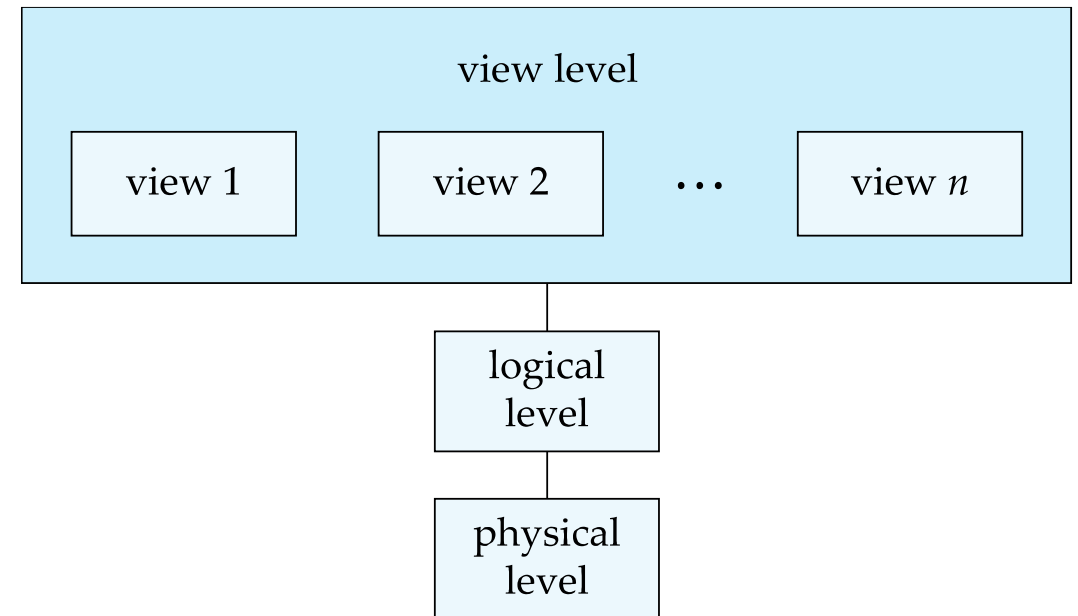 view level
view 1
view 2
...
view n
logical
level
physical
level